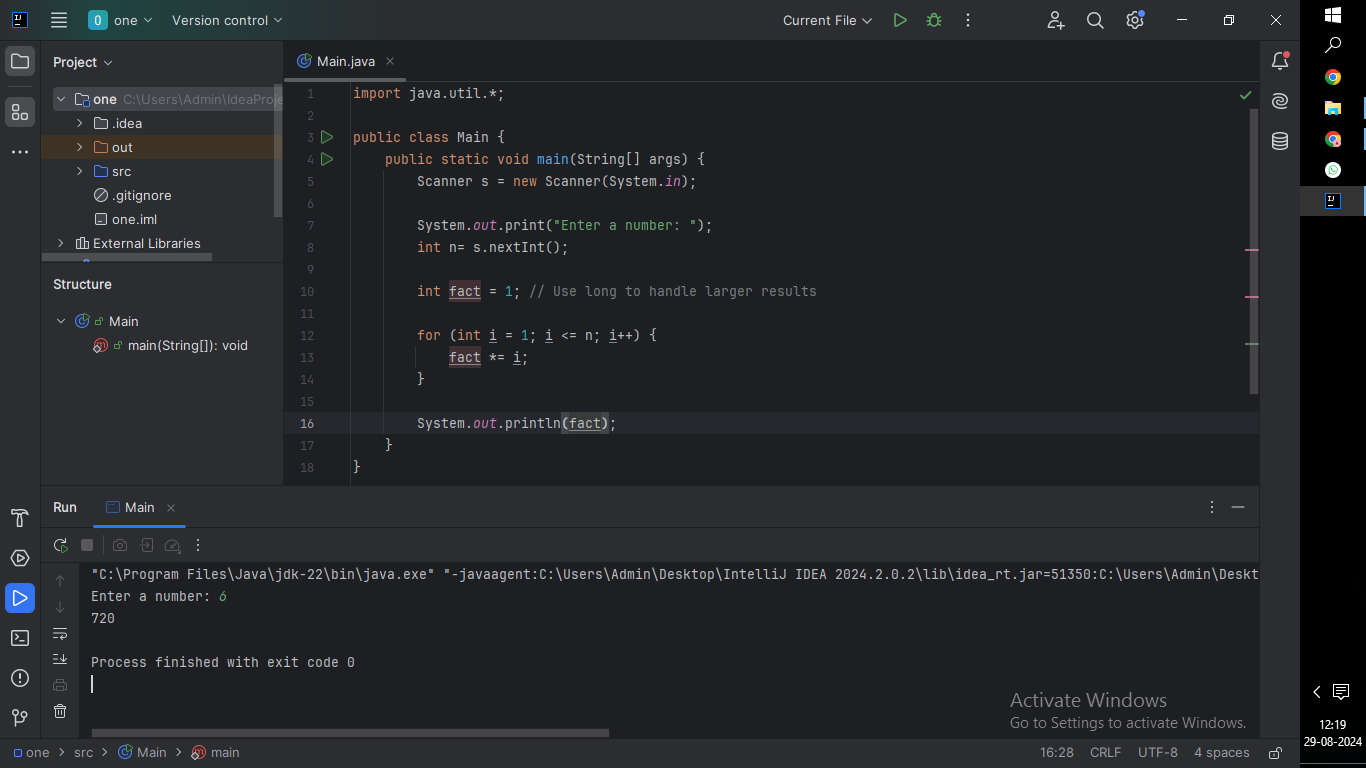 O one Version control Current File
Project
Main.java
one C:\Users\Admin\IdeaProje
.idea
out
src
.gitignore
one.iml
External Libraries
Structure
Main
main(String[]): void
1 import java.util.*;
2
3 public class Main {
4 public static void main(String[] args) {
5 Scanner s = new Scanner(System.in);
6
7 System.out.print("Enter a number: ");
8 int n= s.nextInt();
9
10 int fact = 1; // Use long to handle larger results
11
12 for (int i = 1; i <= n; i++) {
13 fact *= i;
14 }
15
16 System.out.println(fact);
17 }
18 }
Run Main
"C:\Program Files\Java\jdk-22\bin\java.exe" "-javaagent:C:\Users\Admin\Desktop\IntelliJ IDEA 2024.2.0.2\lib\idea_rt.jar=51350:C:\Users\Admin\Deskt
Enter a number: 6
720
Process finished with exit code 0
Activate Windows
Go to Settings to activate Windows.
one > src > Main > main 16:28 CRLF UTF-8 4 spaces
12:19
29-08-2024